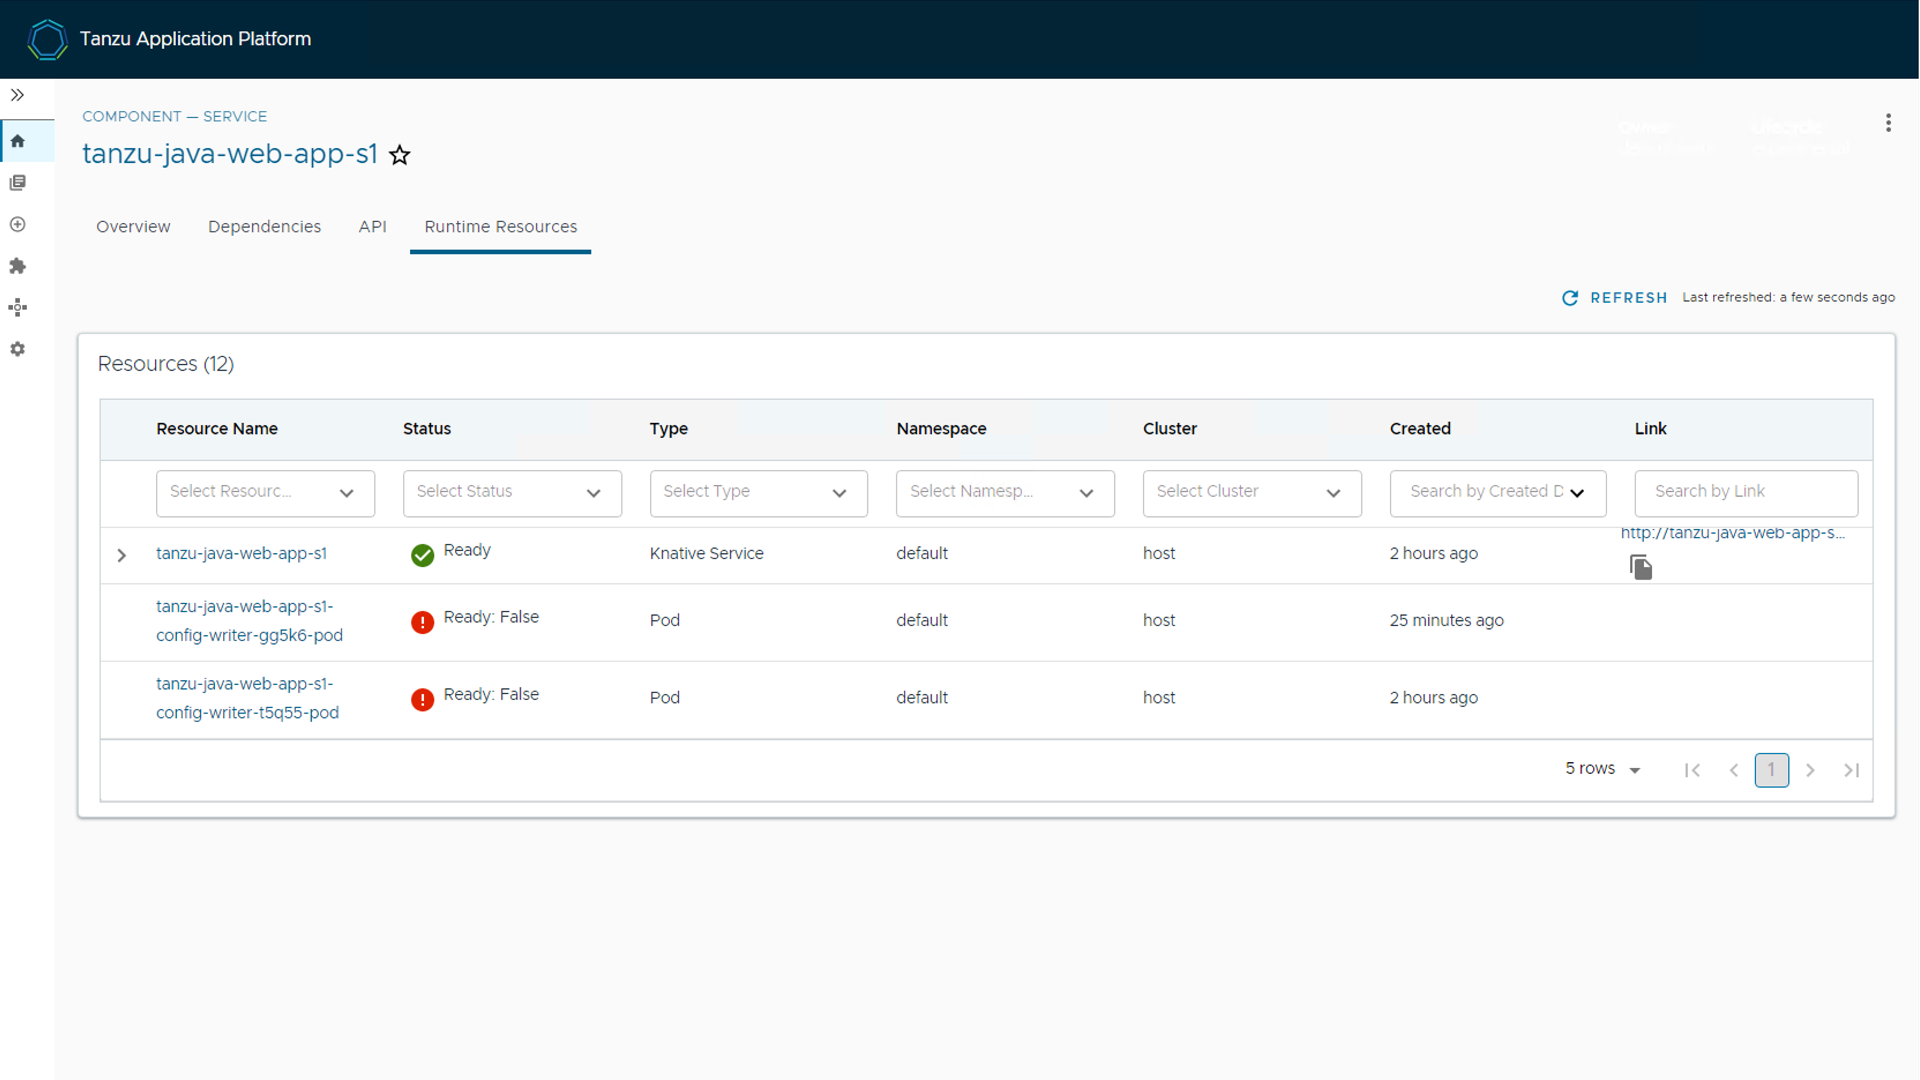 Tanzu Application Platform
COMPONENT — SERVICE
tanzu-java-web-app-s1
Overview Dependencies API Runtime Resources
REFRESH Last refreshed: a few seconds ago
Resources (12)
Resource Name Status Type Namespace Cluster Created Link
Select Resourc... Select Status Select Type Select Namesp... Select Cluster Search by Created D Search by Link
tanzu-java-web-app-s1 Ready Knative Service default host 2 hours ago http://tanzu-java-web-app-s...
tanzu-java-web-app-s1-
config-writer-gg5k6-pod Ready: False Pod default host 25 minutes ago
tanzu-java-web-app-s1-
config-writer-t5q55-pod Ready: False Pod default host 2 hours ago
5 rows 1